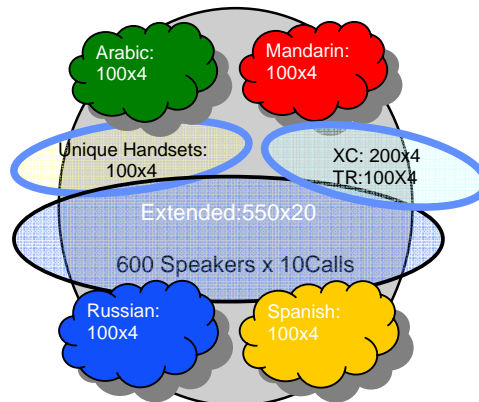 Arabic:
100x4
Mandarin:
100x4
Unique Handsets:
100x4
XC: 200x4
TR:100X4
Extended:550x20
600 Speakers x 10Calls
Russian:
100x4
Spanish:
100x4